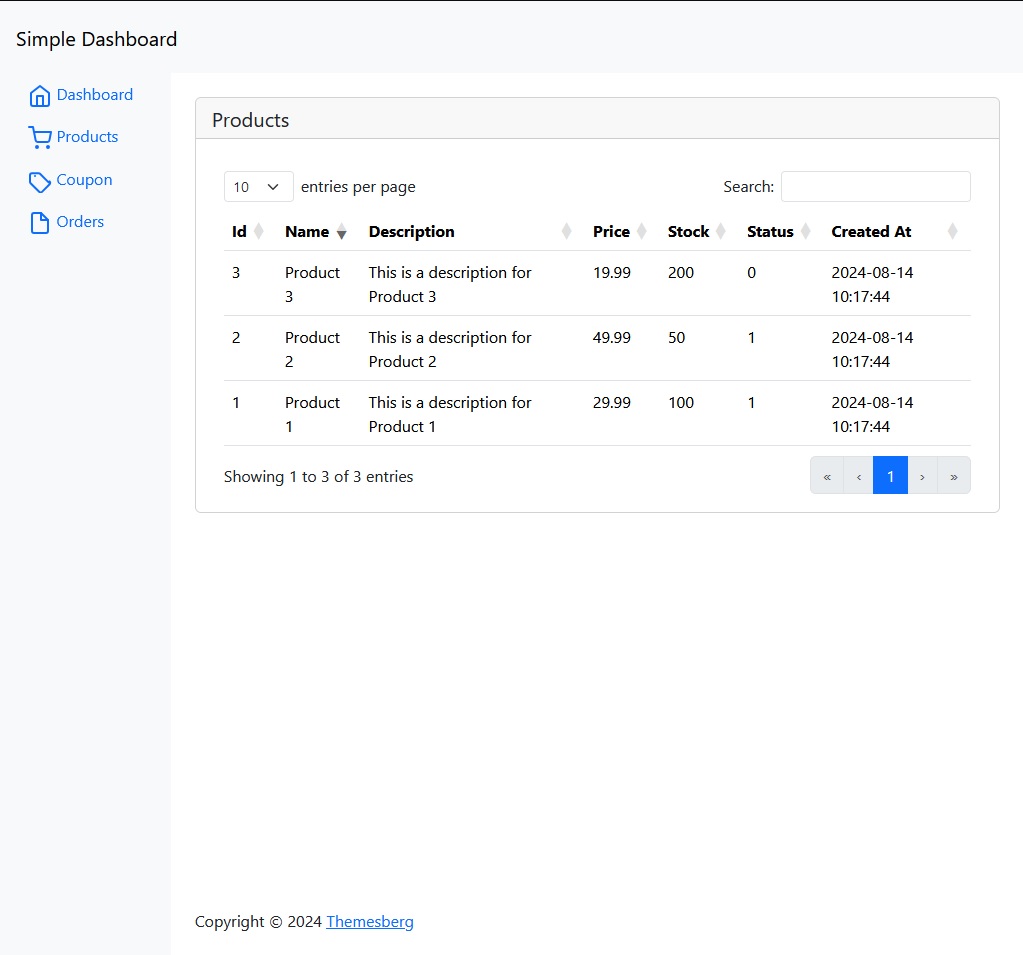 Simple Dashboard
Dashboard
Products
Coupon
Orders
Products
10 entries per page Search:
Id Name Description Price Stock Status Created At
3 Product This is a description for 19.99 200 0 2024-08-14
3 Product 3 10:17:44
2 Product This is a description for 49.99 50 1 2024-08-14
2 Product 2 10:17:44
1 Product This is a description for 29.99 100 1 2024-08-14
1 Product 1 10:17:44
Showing 1 to 3 of 3 entries « ‹ 1 › »
Copyright © 2024 Themesberg